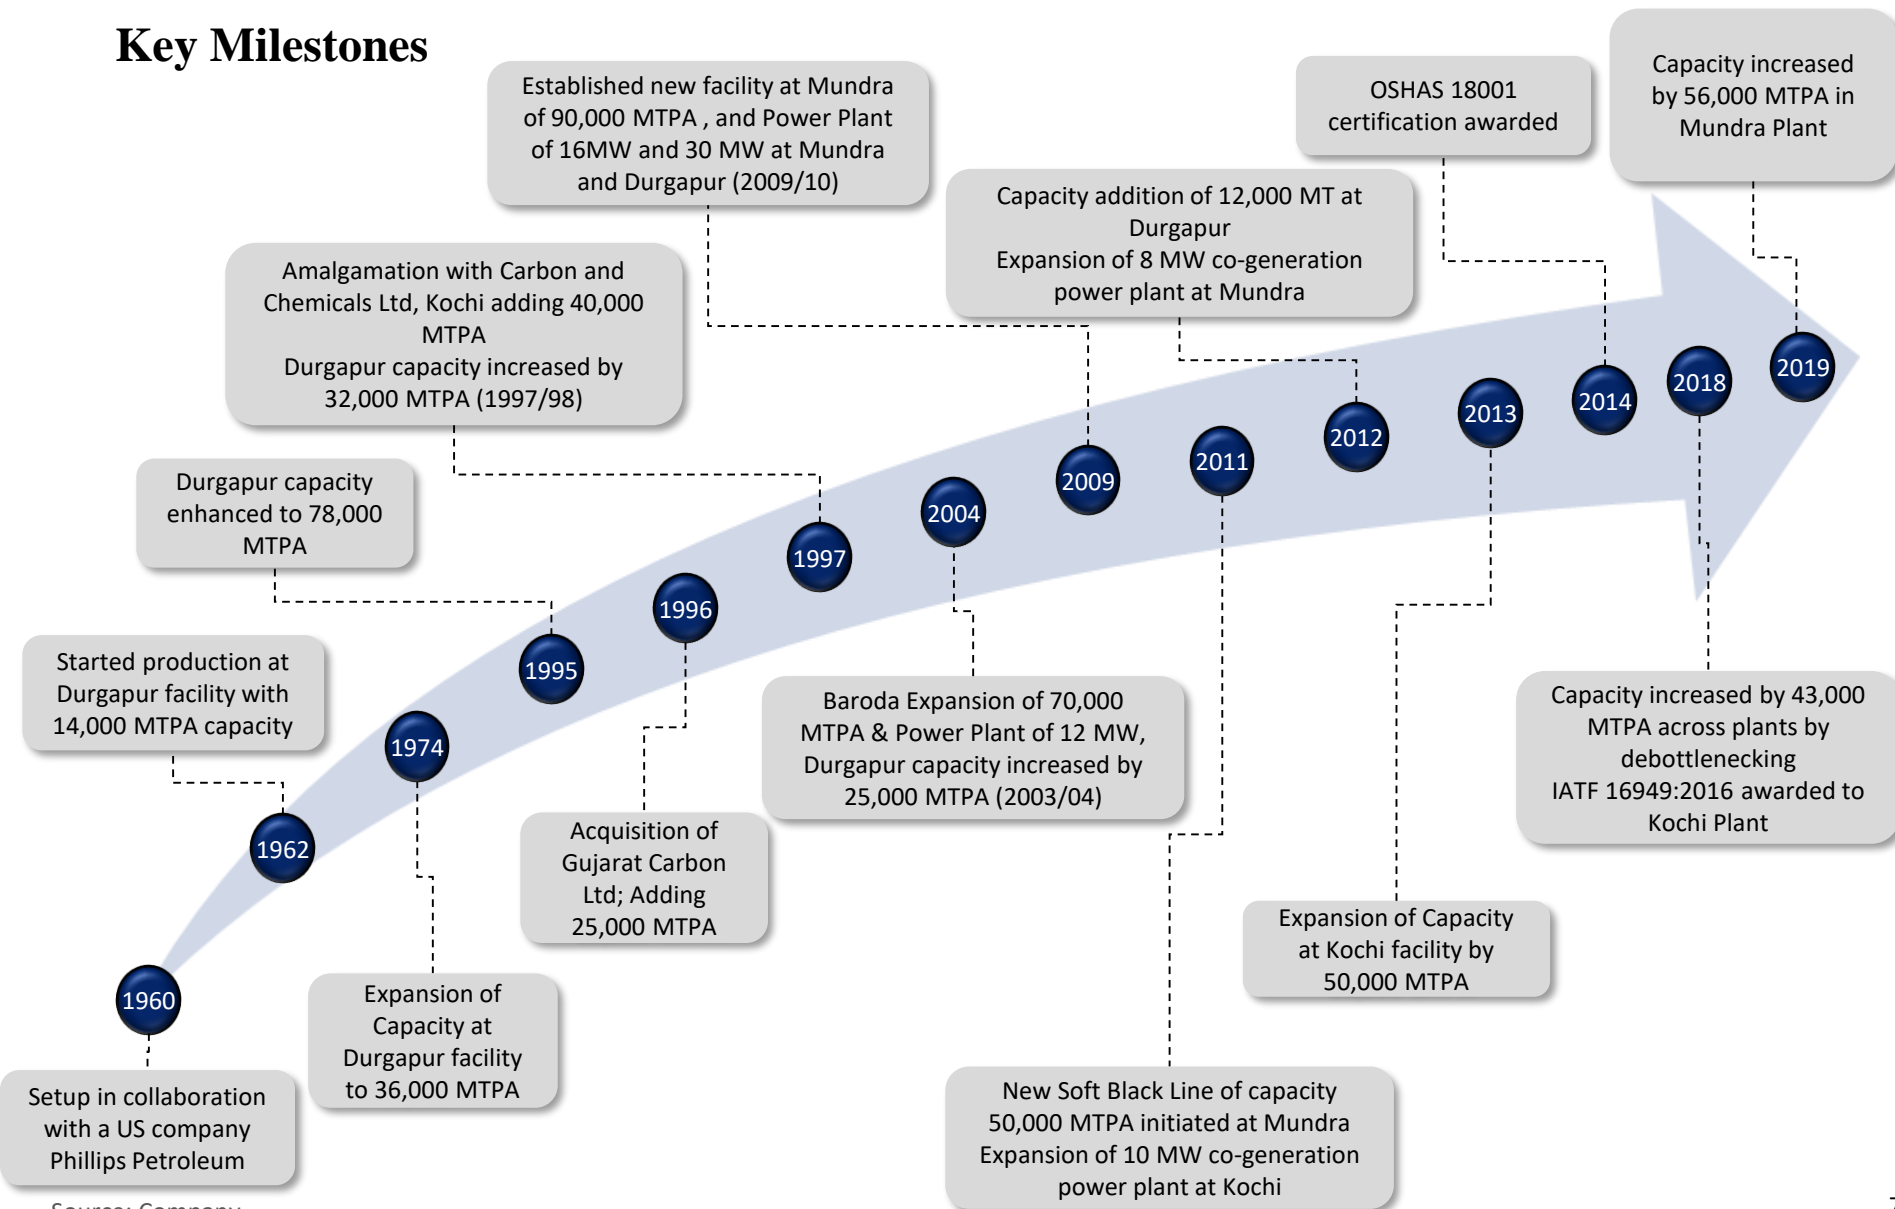 Key Milestones
Established new facility at Mundra
of 90,000 MTPA , and Power Plant
of 16MW and 30 MW at Mundra
and Durgapur (2009/10)
OSHAS 18001
certification awarded
Capacity increased
by 56,000 MTPA in
Mundra Plant
Capacity addition of 12,000 MT at
Durgapur
Expansion of 8 MW co-generation
power plant at Mundra
Amalgamation with Carbon and
Chemicals Ltd, Kochi adding 40,000
MTPA
Durgapur capacity increased by
32,000 MTPA (1997/98)
Durgapur capacity
enhanced to 78,000
MTPA
Started production at
Durgapur facility with
14,000 MTPA capacity
1960
1962
1974
1995
1996
1997
2004
2009
2011
2012
2013
2014
2018
2019
Setup in collaboration
with a US company
Phillips Petroleum
Expansion of
Capacity at
Durgapur facility
to 36,000 MTPA
Acquisition of
Gujarat Carbon
Ltd; Adding
25,000 MTPA
Baroda Expansion of 70,000
MTPA & Power Plant of 12 MW,
Durgapur capacity increased by
25,000 MTPA (2003/04)
New Soft Black Line of capacity
50,000 MTPA initiated at Mundra
Expansion of 10 MW co-generation
power plant at Kochi
Expansion of Capacity
at Kochi facility by
50,000 MTPA
Capacity increased by 43,000
MTPA across plants by
debottlenecking
IATF 16949:2016 awarded to
Kochi Plant
Source: Company